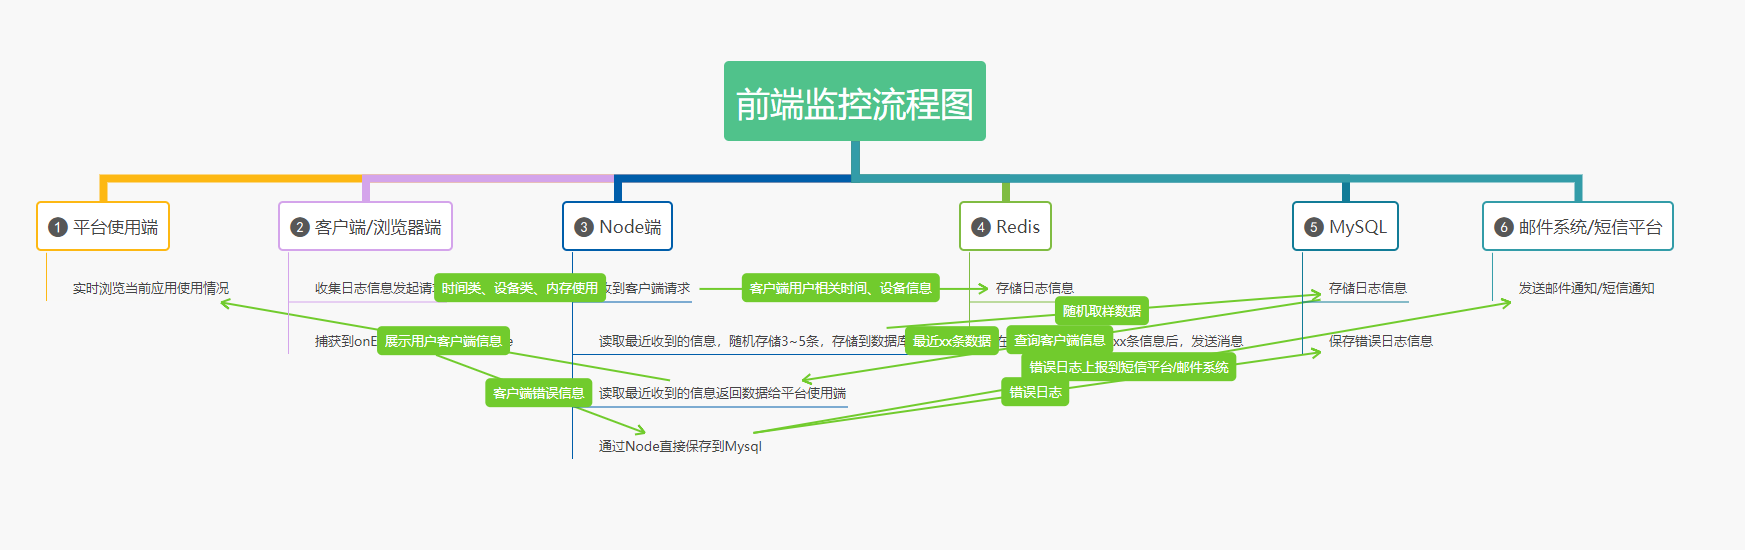 前端监控流程图
1 平台使用端
2 客户端/浏览器端
3 Node端
4 Redis
5 MySQL
6 邮件系统/短信平台
实时浏览当前应用使用情况
收集日志信息发起请
时间类、设备类、内存使用
到客户端请求
客户端用户相关时间、设备信息
存储日志信息
存储日志信息
发送邮件通知/短信通知
随机取样数据
捕获到onE
展示用户客户端信息
读取最近收到的信息，随机存储3~5条，存储到数据库
最近xx条数据
在
查询客户端信息
xx条信息后，发送消息
保存错误日志信息
错误日志上报到短信平台/邮件系统
客户端错误信息
读取最近收到的信息返回数据给平台使用端
错误日志
通过Node直接保存到Mysql